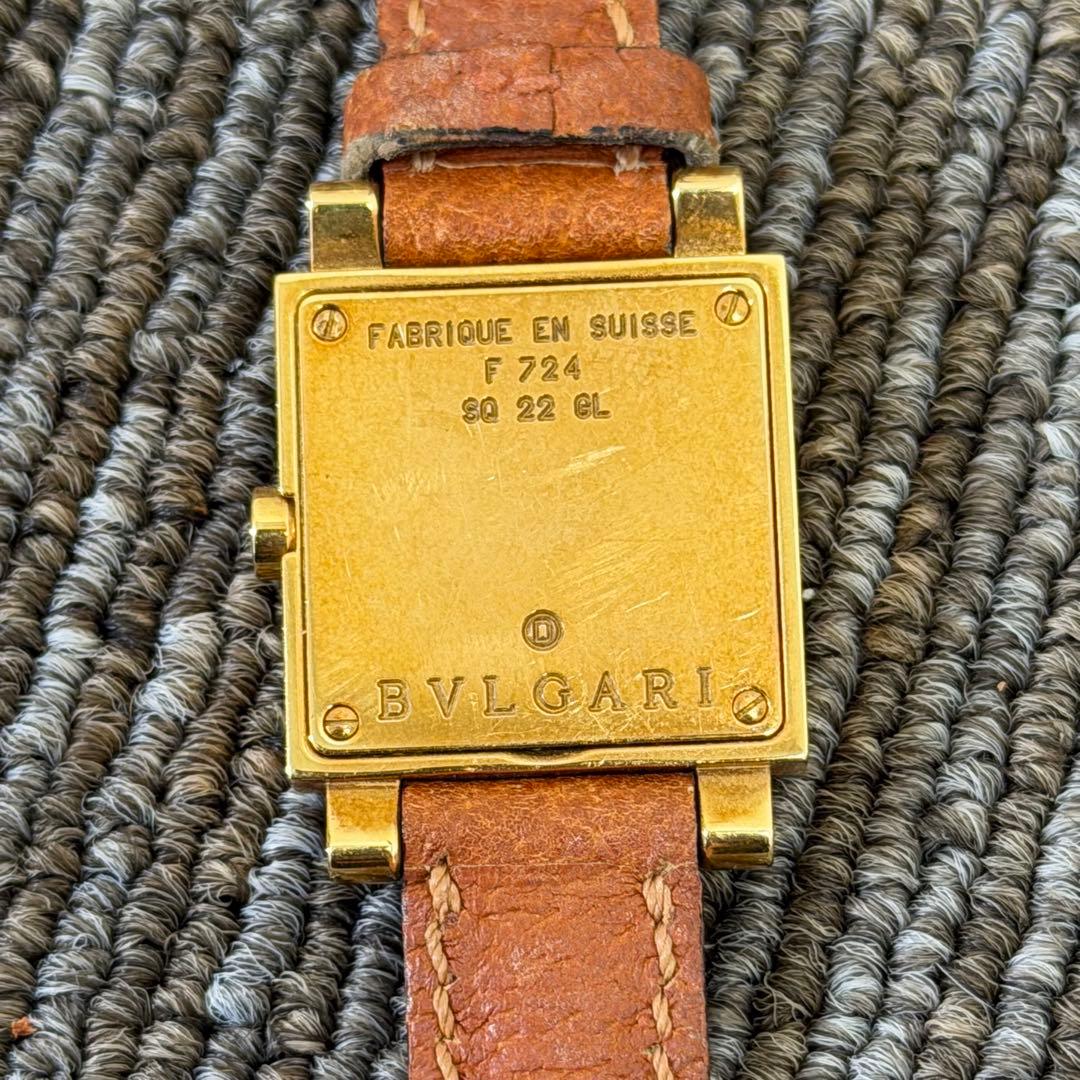 FABRIQUE EN SUISSE
F 724
SQ 22 GL
D
BVLGARI